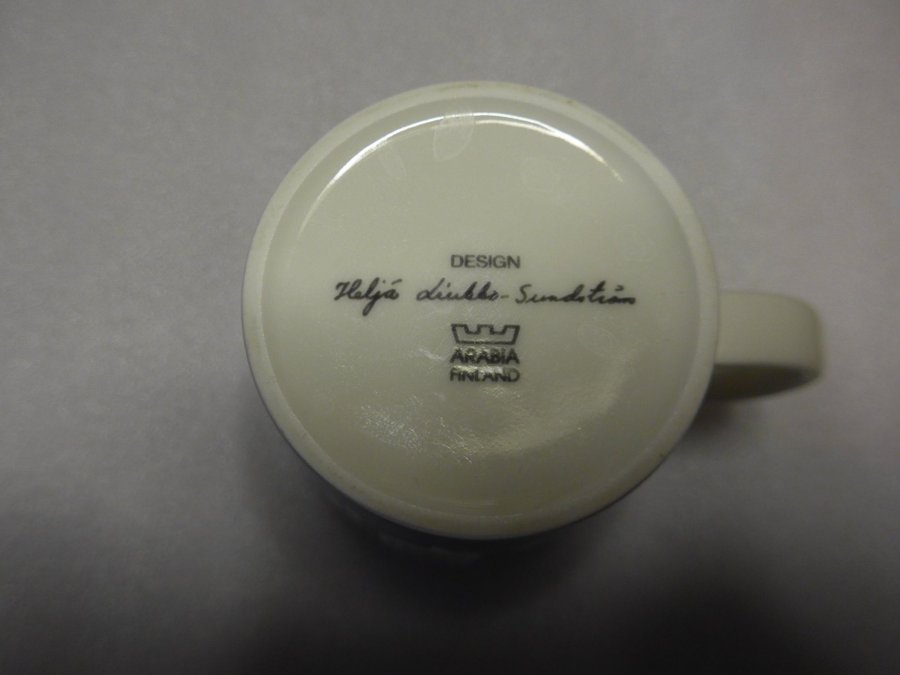 DESIGN
Heljä Liukko-Sundström
ARABIA
FINLAND